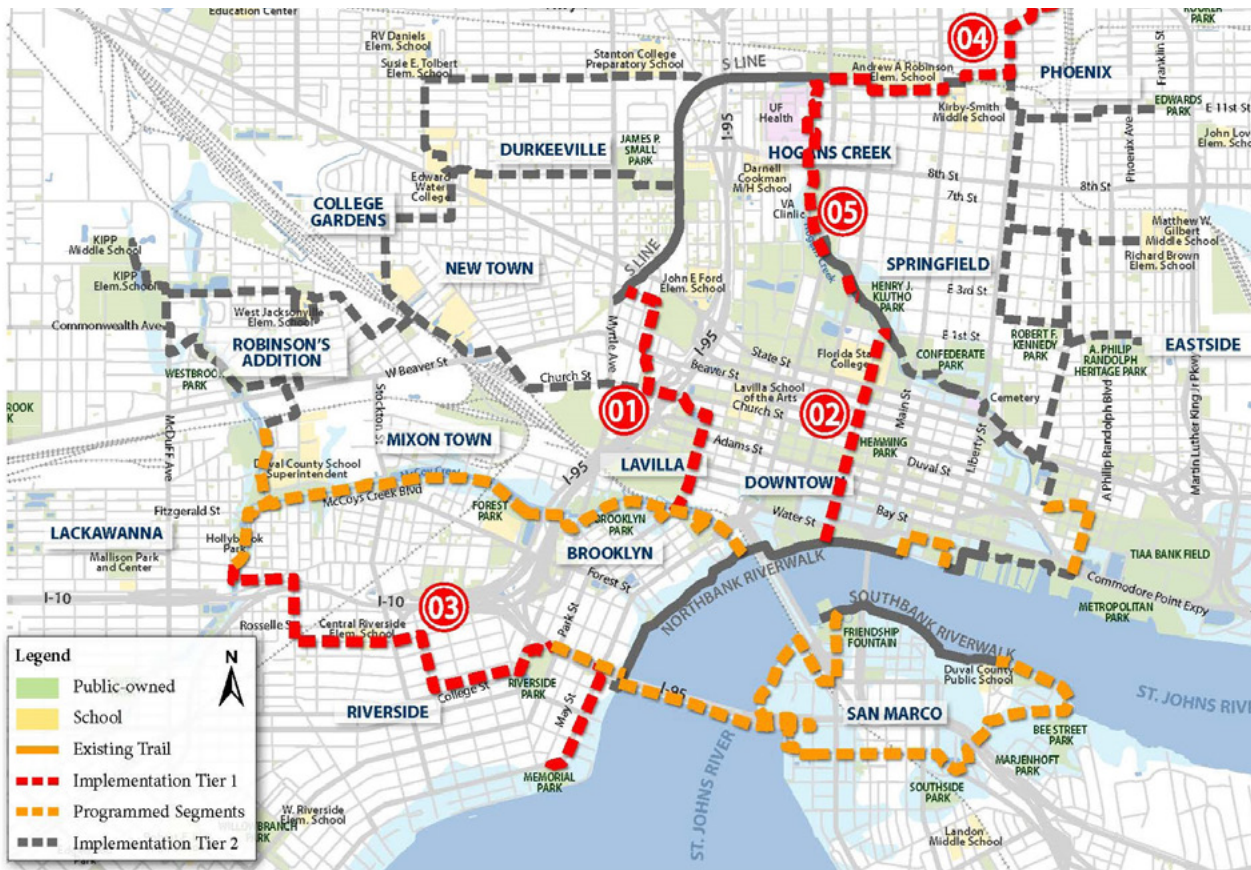 Education Center
RV Daniels
Elem. School
Susie E. Tolbert
Elem. School
Stanton College
Preparatory School
S LINE
04
Andrew A Robinson
Elem. School
PHOENIX
Franklin St
PARK
EDWARDS
PARK
E 11st St
John Lov
Elem.
UF
Health
Kirby-Smith
Middle School
I-95
JAMES P.
SMALL
PARK
DURKEEVILLE
HOGANS CREEK
Darnell
Cookman
M/H School
VA
Clinlic
Phoenix Ave
8th St
7th St
8th St
Edward
Water
College
COLLEGE
GARDENS
05
Hogans Creek
Matthew W.
Gilbert
Middle School
Richard Brown
Elem. School
KIPP
Middle School
KIPP
Elem.School
NEW TOWN
S LINE
John E Ford
Elem. School
SPRINGFIELD
HENRY J.
KLUTHO
PARK
E 3rd St
E 1st St
Commonwealth Ave
West Jacksonville
Elem. School
ROBINSON'S
ADDITION
Myrtle Ave
I-95
State St
Beaver St
Florida State
College
CONFEDERATE
PARK
ROBERT F.
KENNEDY
PARK
A. PHILIP
RANDOLPH
HERITAGE PARK
EASTSIDE
WESTBROOK
PARK
W Beaver St
Church St
Lavilla School
of the Arts
Church St
Cemetery
ROOK
PARK
McDuff Ave
Stockton St
01
02
Main St
Liberty St
A Philip Randolph Blvd
Martin Luther King Jr Pkwy
MIXON TOWN
Adams St
HEMMING
PARK
Duval St
LAVILLA
DOWNTOWN
Duval County School
Superintendent
McCoys Creek Blvd
I-95
Fitzgerald St
FOREST
PARK
BROOKLYN
PARK
Water St
Bay St
LACKAWANNA
Hollybrook
Park
Mallison Park
and Center
BROOKLYN
TIAA BANK FIELD
Forest St
NORTHBANK RIVERWALK
Commodore Point Expy
I-10
I-10
03
SOUTHBANK RIVERWALK
METROPOLITAN
PARK
Rosselle St
Central Riverside
Elem. School
Park St
FRIENDSHIP
FOUNTAIN
Duval County
Public School
Legend
N
Public-owned
School
Existing Trail
Implementation Tier 1
Programmed Segments
Implementation Tier 2
College St
RIVERSIDE
PARK
May St
I-95
ST. JOHNS RIVE
RIVERSIDE
SAN MARCO
BEE STREET
PARK
MARJENHOFT
PARK
MEMORIAL
PARK
ST. JOHNS RIVER
SOUTHSIDE
PARK
W. Riverside
Elem. School
WILLOWBRANCH
PARK
Landon
Middle School